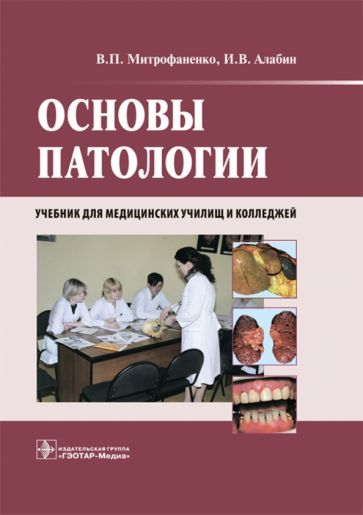 В.П. Митрофаненко, И.В. Алабин
ОСНОВЫ
ПАТОЛОГИИ
УЧЕБНИК ДЛЯ МЕДИЦИНСКИХ УЧИЛИЩ И КОЛЛЕДЖЕЙ
ИЗДАТЕЛЬСКАЯ ГРУППА
«ГЭОТАР-Медиа»